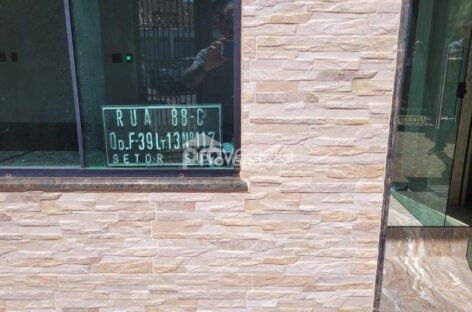 RUA 88-C
QD.F-39 LT 13 Nº 117
SETOR